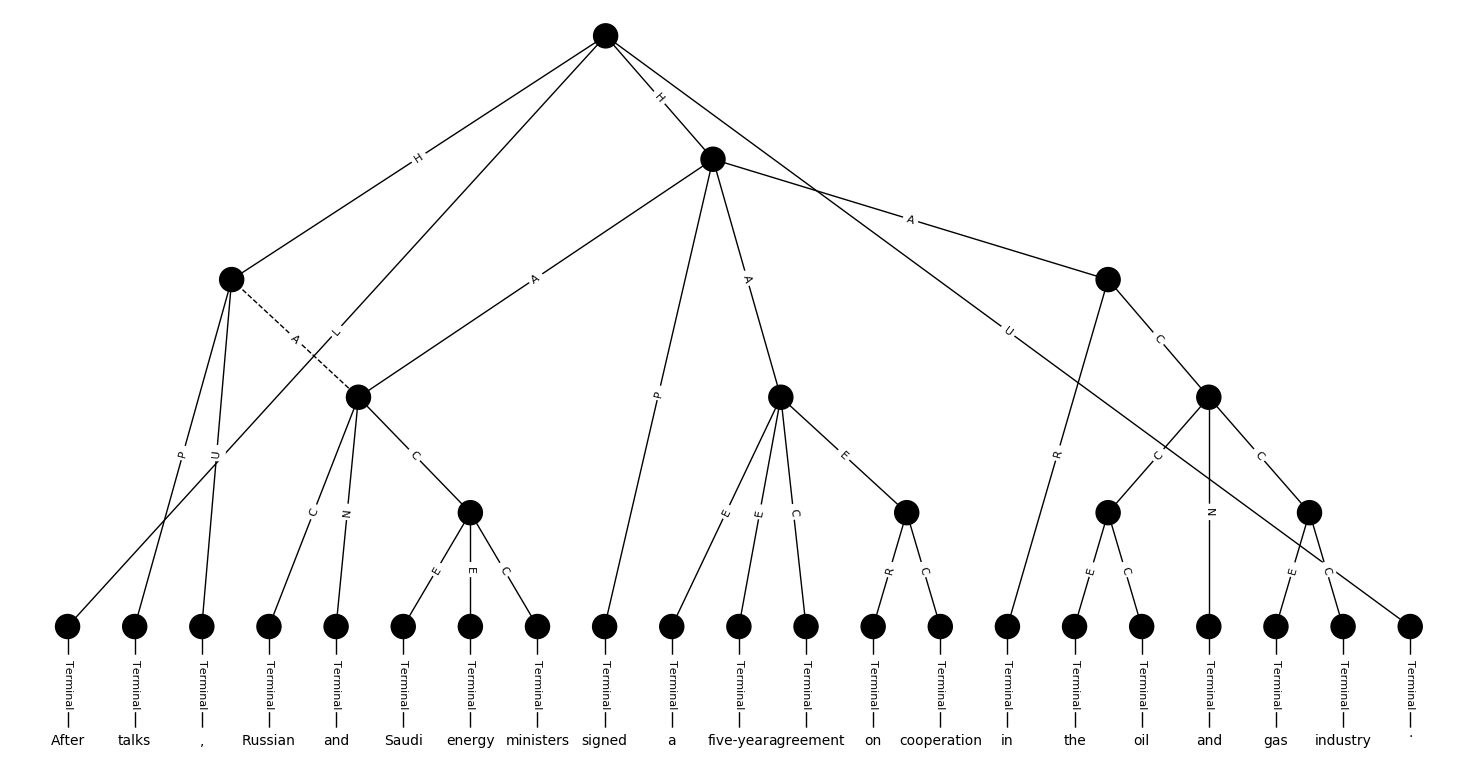 H
H
A
A
L
A
A
U
C
P
P
U
C
R
E
C
C
C
N
E
E
C
N
E
E
C
R
C
E
C
E
C
Terminal Terminal Terminal Terminal Terminal Terminal Terminal Terminal Terminal Terminal Terminal Terminal Terminal Terminal Terminal Terminal Terminal Terminal Terminal Terminal Terminal
After talks , Russian and Saudi energy ministers signed a five-year agreement on cooperation in the oil and gas industry .